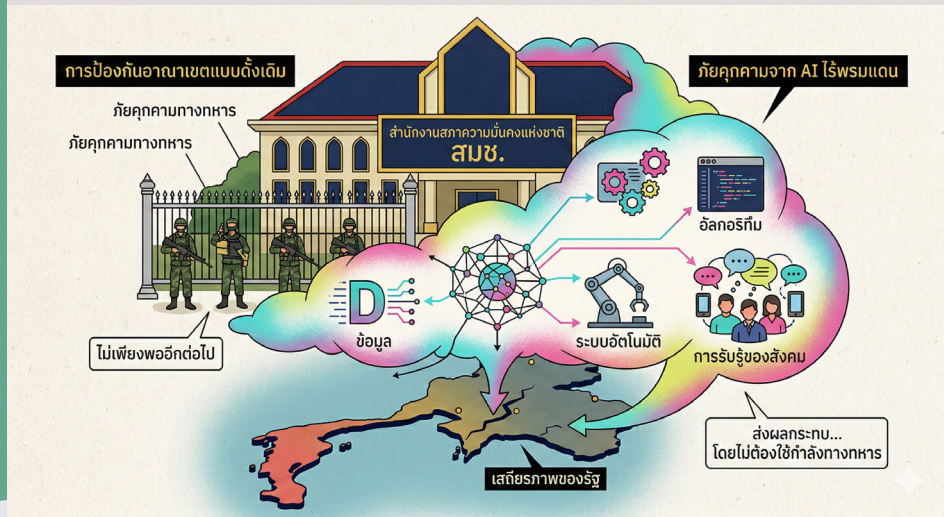 การป้องกันอาณาเขตแบบดั้งเดิม
ภัยคุกคามทางทหาร
ภัยคุกคามทางทหาร
สำนักงานสภาความมั่นคงแห่งชาติ
สมช.
ภัยคุกคามจาก AI ไร้พรมแดน
อัลกอริทึม
D
ข้อมูล
ระบบอัตโนมัติ
การรับรู้ของสังคม
ไม่เพียงพออีกต่อไป
ส่งผลกระทบ...
โดยไม่ต้องใช้กำลังทางทหาร
เสถียรภาพของรัฐ